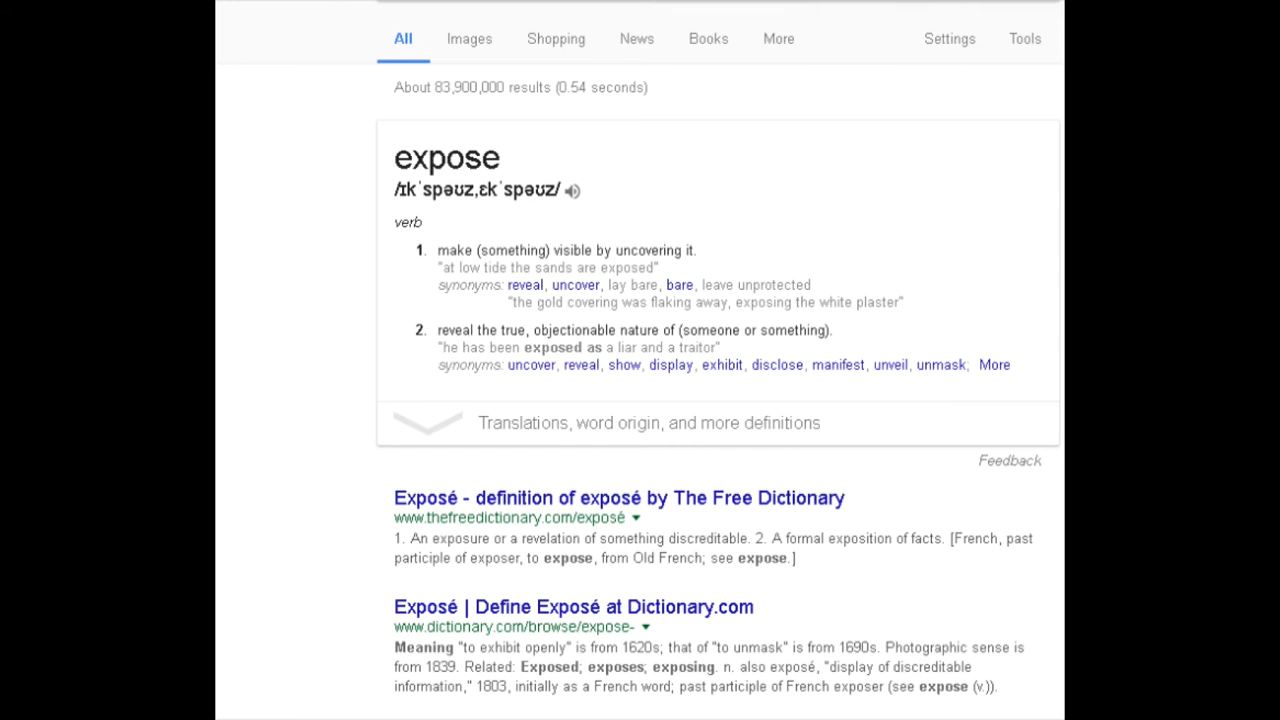 All Images Shopping News Books More Settings Tools
About 83,900,000 results (0.54 seconds)
expose
/ɪkˈspəʊz,ɛkˈspəʊz/
verb
1. make (something) visible by uncovering it.
"at low tide the sands are exposed"
synonyms: reveal, uncover, lay bare, bare, leave unprotected
"the gold covering was flaking away, exposing the white plaster"
2. reveal the true, objectionable nature of (someone or something).
"he has been exposed as a liar and a traitor"
synonyms: uncover, reveal, show, display, exhibit, disclose, manifest, unveil, unmask; More
Translations, word origin, and more definitions
Feedback
Exposé - definition of exposé by The Free Dictionary
www.thefreedictionary.com/exposé
1. An exposure or a revelation of something discreditable. 2. A formal exposition of facts. [French, past
participle of exposer, to expose, from Old French; see expose.]
Exposé | Define Exposé at Dictionary.com
www.dictionary.com/browse/expose-
Meaning "to exhibit openly" is from 1620s; that of "to unmask" is from 1690s. Photographic sense is
from 1839. Related: Exposed; exposes; exposing. n. also exposé, "display of discreditable
information," 1803, initially as a French word; past participle of French exposer (see expose (v.)).